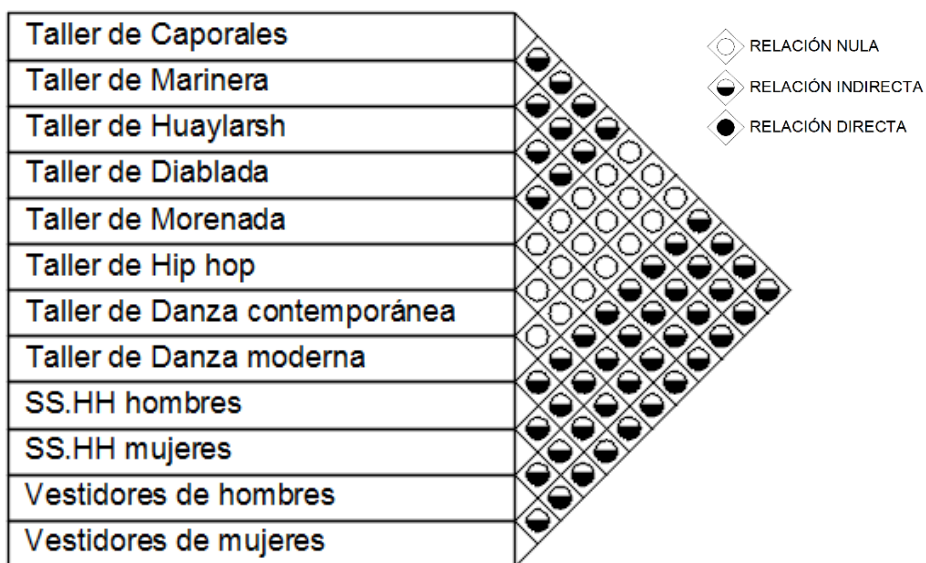 Taller de Caporales
Taller de Marinera
Taller de Huaylarsh
Taller de Diablada
Taller de Morenada
Taller de Hip hop
Taller de Danza contemporánea
Taller de Danza moderna
SS.HH hombres
SS.HH mujeres
Vestidores de hombres
Vestidores de mujeres
RELACIÓN NULA
RELACIÓN INDIRECTA
RELACIÓN DIRECTA